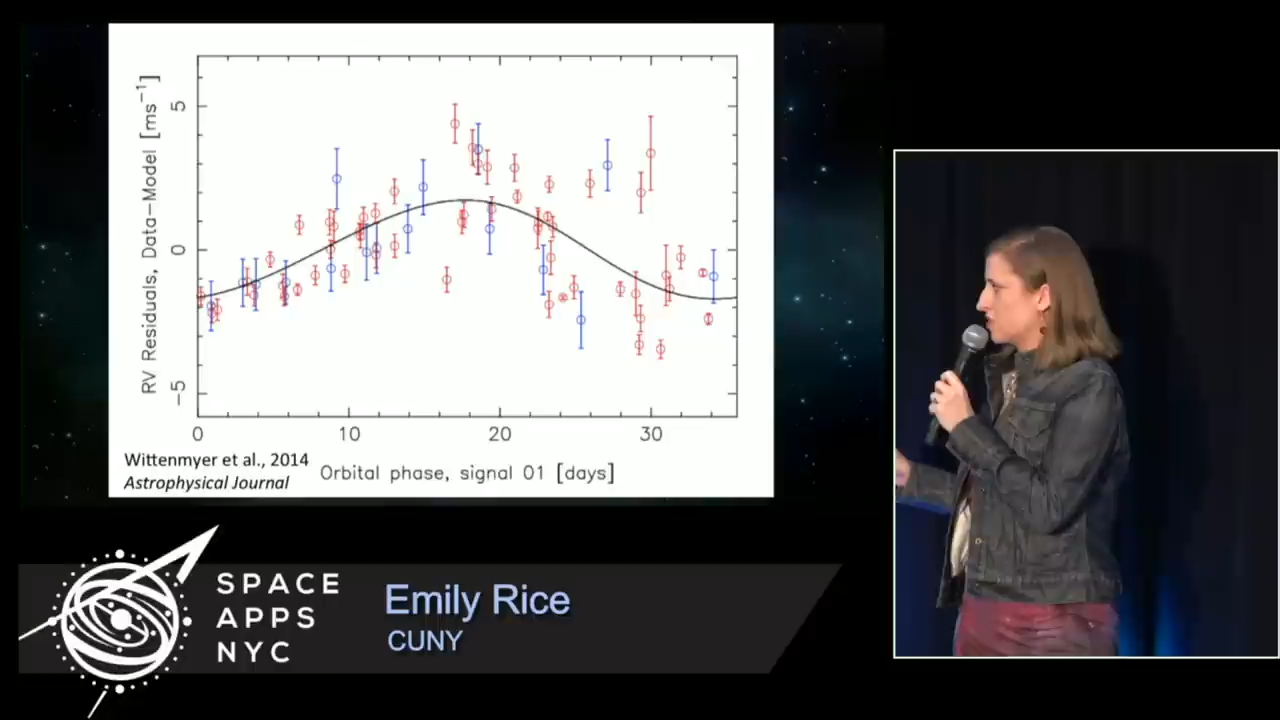 RV Residuals, Data-Model [ms⁻¹]
5
0
-5
0 10 20 30
Orbital phase, signal 01 [days]
Wittenmyer et al., 2014
Astrophysical Journal
SPACE
APPS
NYC
Emily Rice
CUNY